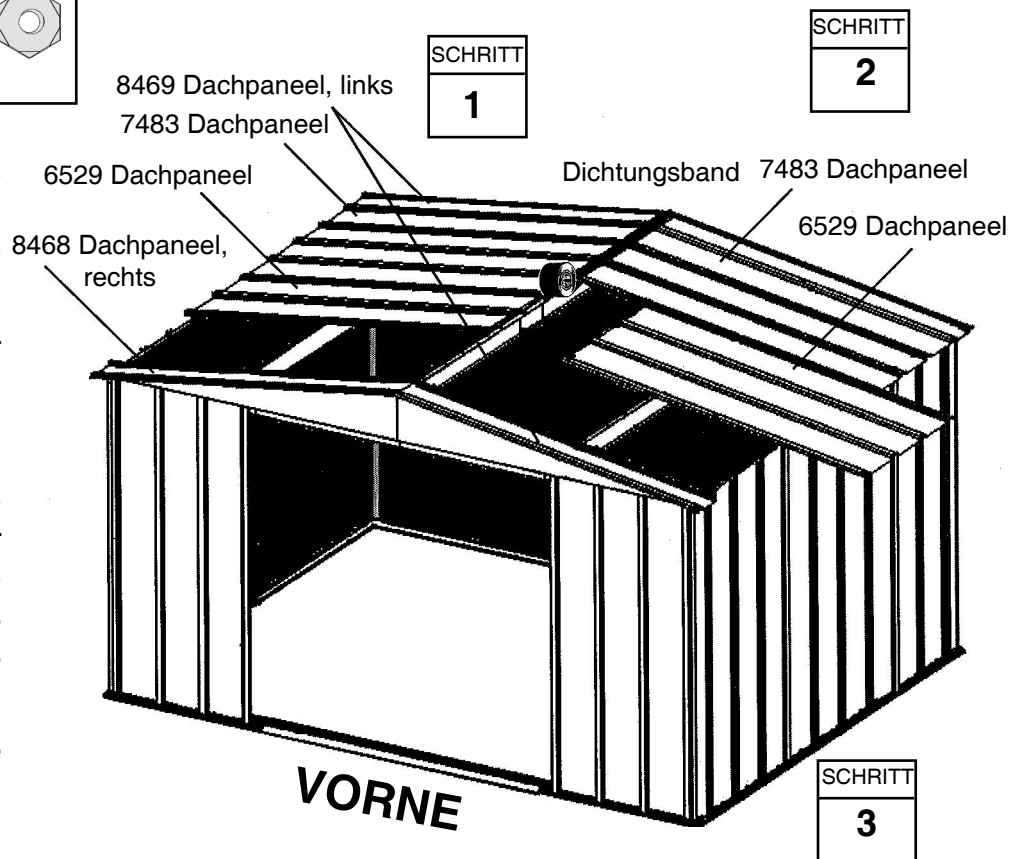 SCHRITT
1
SCHRITT
2
8469 Dachpaneel, links
7483 Dachpaneel
6529 Dachpaneel
8468 Dachpaneel,
rechts
Dichtungsband
7483 Dachpaneel
6529 Dachpaneel
VORNE
SCHRITT
3